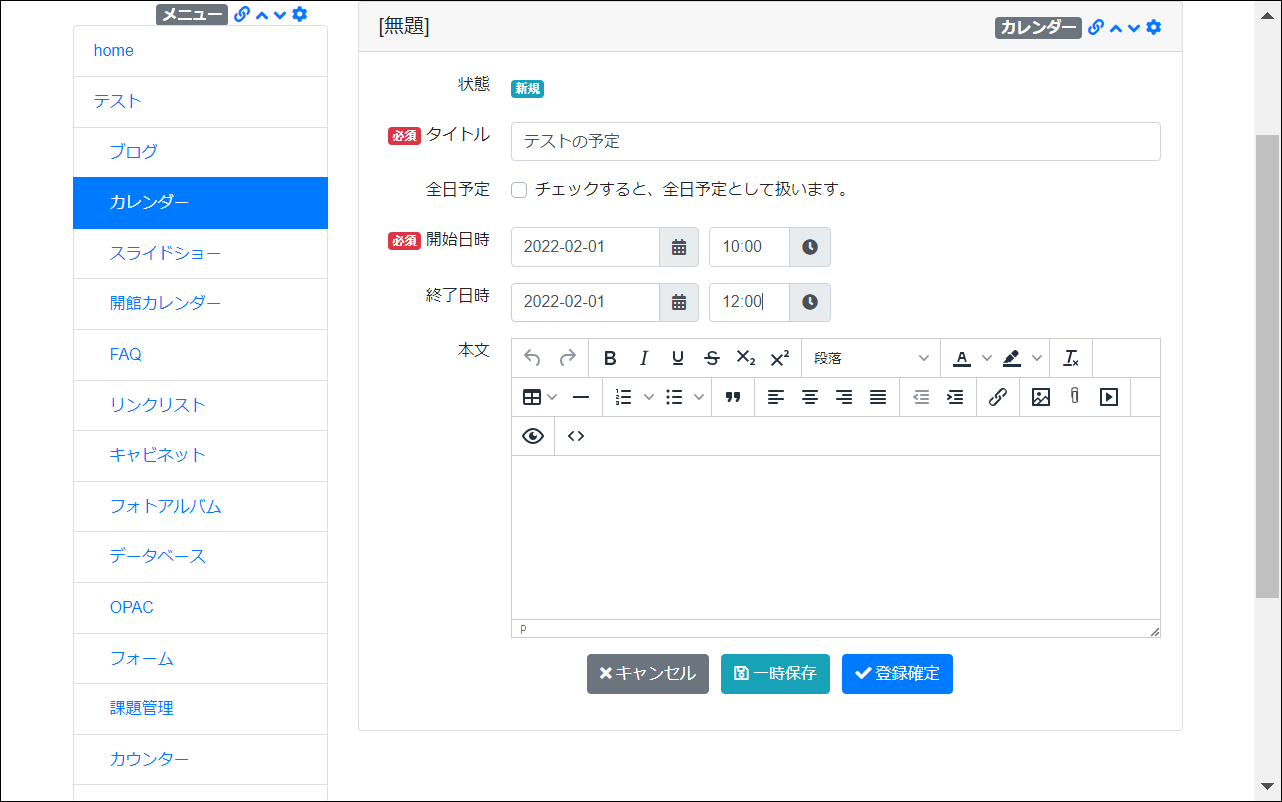 メニュー
home
テスト
ブログ
カレンダー
スライドショー
開館カレンダー
FAQ
リンクリスト
キャビネット
フォトアルバム
データベース
OPAC
フォーム
課題管理
カウンター
[無題]
カレンダー
状態 新規
必須 タイトル テストの予定
全日予定 チェックすると、全日予定として扱います。
必須 開始日時 2022-02-01 10:00
終了日時 2022-02-01 12:00
本文
B I U S X₂ X² 段落 A Tx
P
キャンセル 一時保存 登録確定